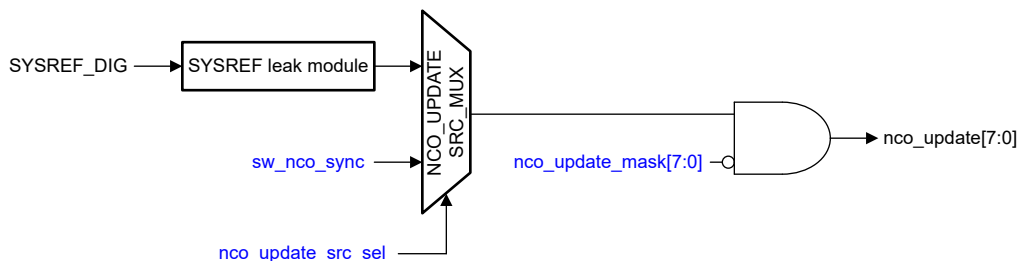 SYSREF_DIG
SYSREF leak module
NCO_UPDATE
SRC_MUX
sw_nco_sync
nco_update_mask[7:0]
nco_update[7:0]
nco_update_src_sel